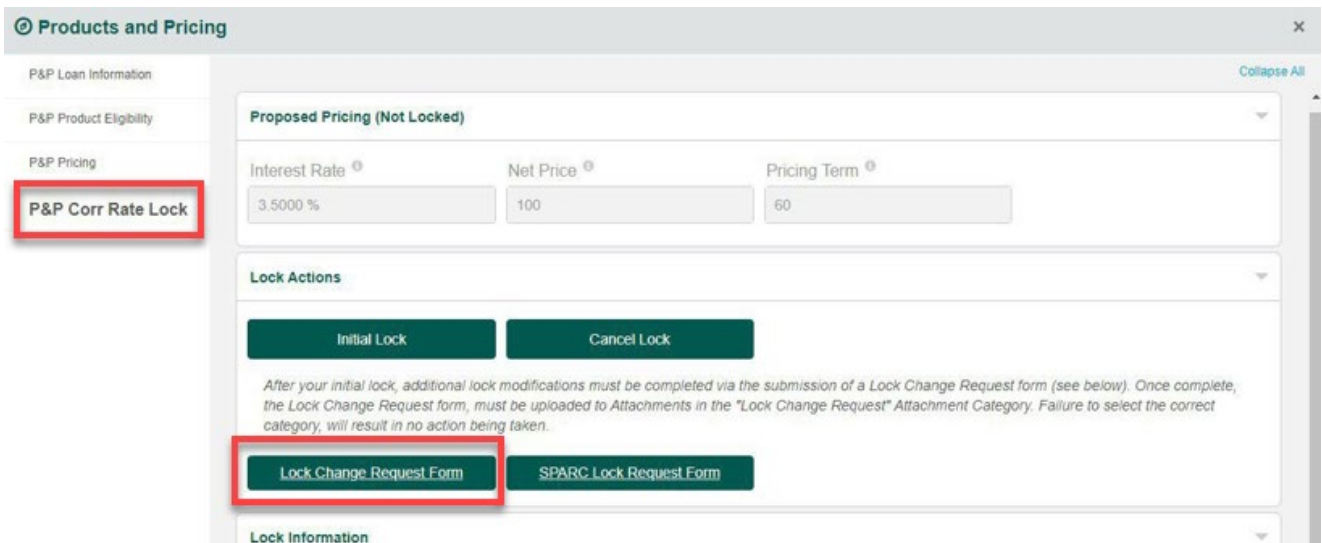 Products and Pricing
×
P&P Loan Information
Collapse All
P&P Product Eligibility
Proposed Pricing (Not Locked)
P&P Pricing
Interest Rate
Net Price
Pricing Term
P&P Corr Rate Lock
3.5000 %
100
60
Lock Actions
Initial Lock
Cancel Lock
After your initial lock, additional lock modifications must be completed via the submission of a Lock Change Request form (see below). Once complete,
the Lock Change Request form, must be uploaded to Attachments in the "Lock Change Request" Attachment Category. Failure to select the correct
category, will result in no action being taken.
Lock Change Request Form
SPARC Lock Request Form
Lock Information